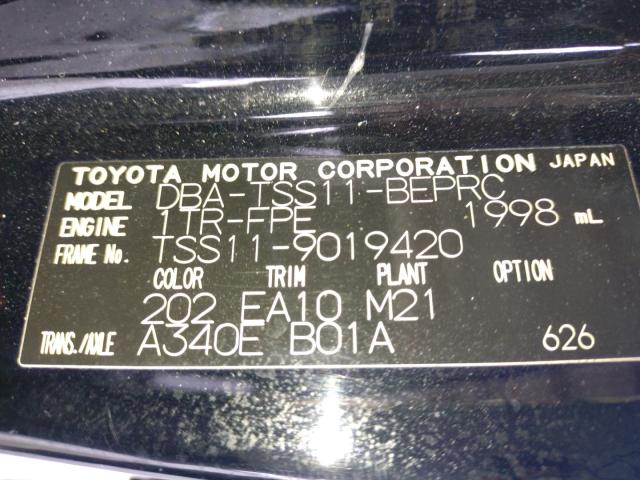 TOYOTA MOTOR CORPORATION JAPAN
MODEL DBA-TSS11-BEPRC
ENGINE 1TR-FPE 1998 mL
FRAME No. TSS11-9019420
COLOR TRIM PLANT OPTION
202 EA10 M21
TRANS./AXLE A340E B01A 626